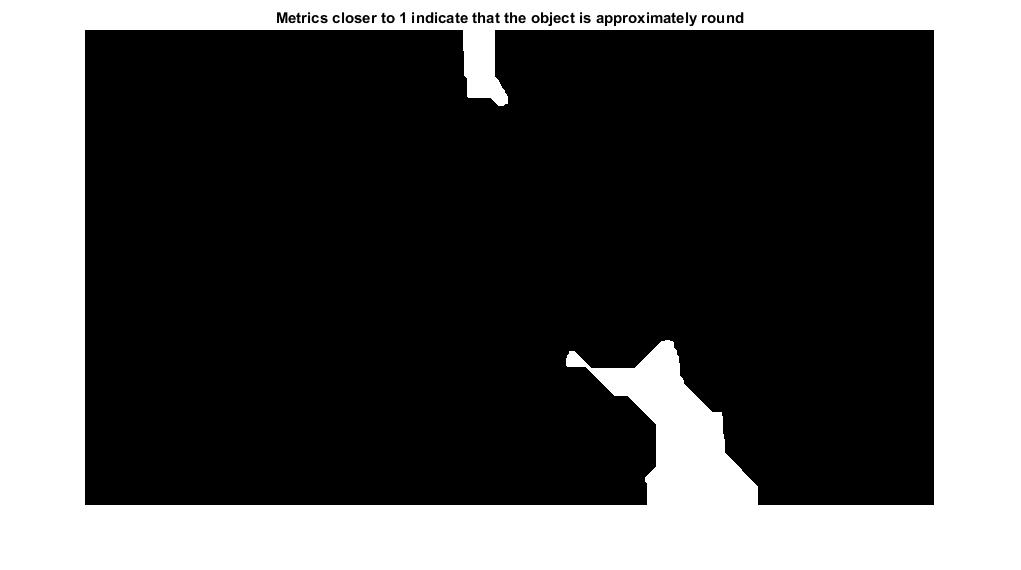 Metrics closer to 1 indicate that the object is approximately round